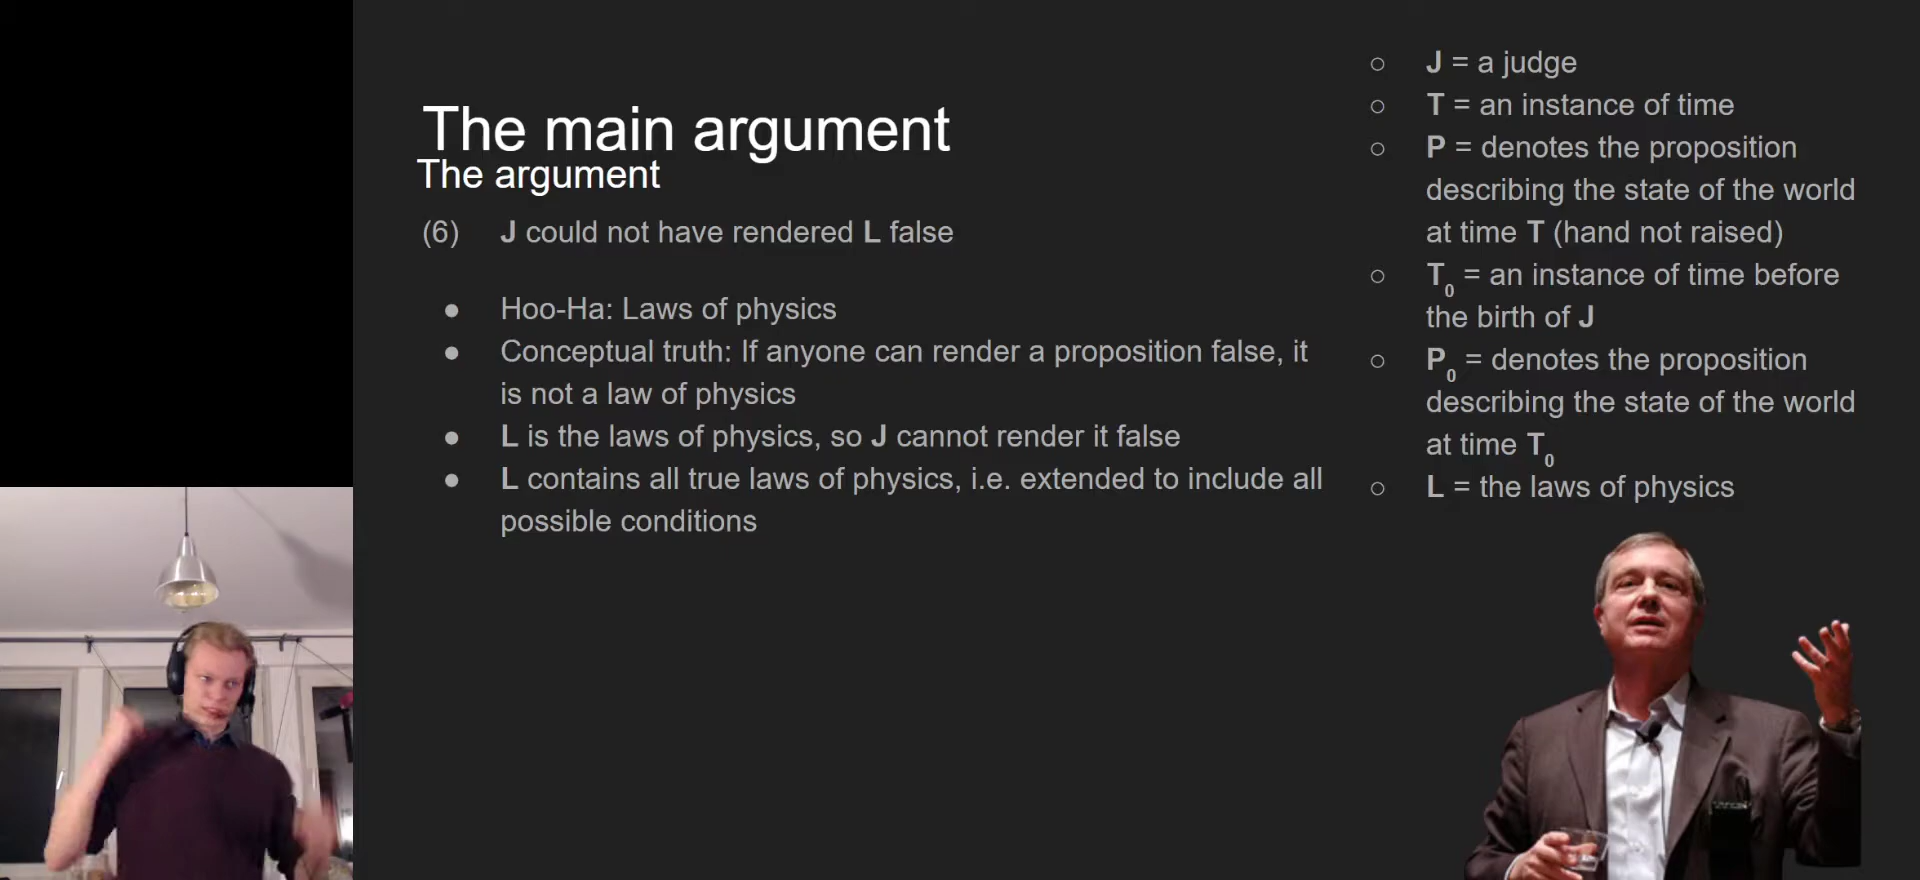 The main argument
The argument
(6) J could not have rendered L false
● Hoo-Ha: Laws of physics
● Conceptual truth: If anyone can render a proposition false, it
is not a law of physics
● L is the laws of physics, so J cannot render it false
● L contains all true laws of physics, i.e. extended to include all
possible conditions
○ J = a judge
○ T = an instance of time
○ P = denotes the proposition
describing the state of the world
at time T (hand not raised)
○ T₀ = an instance of time before
the birth of J
○ P₀ = denotes the proposition
describing the state of the world
at time T₀
○ L = the laws of physics